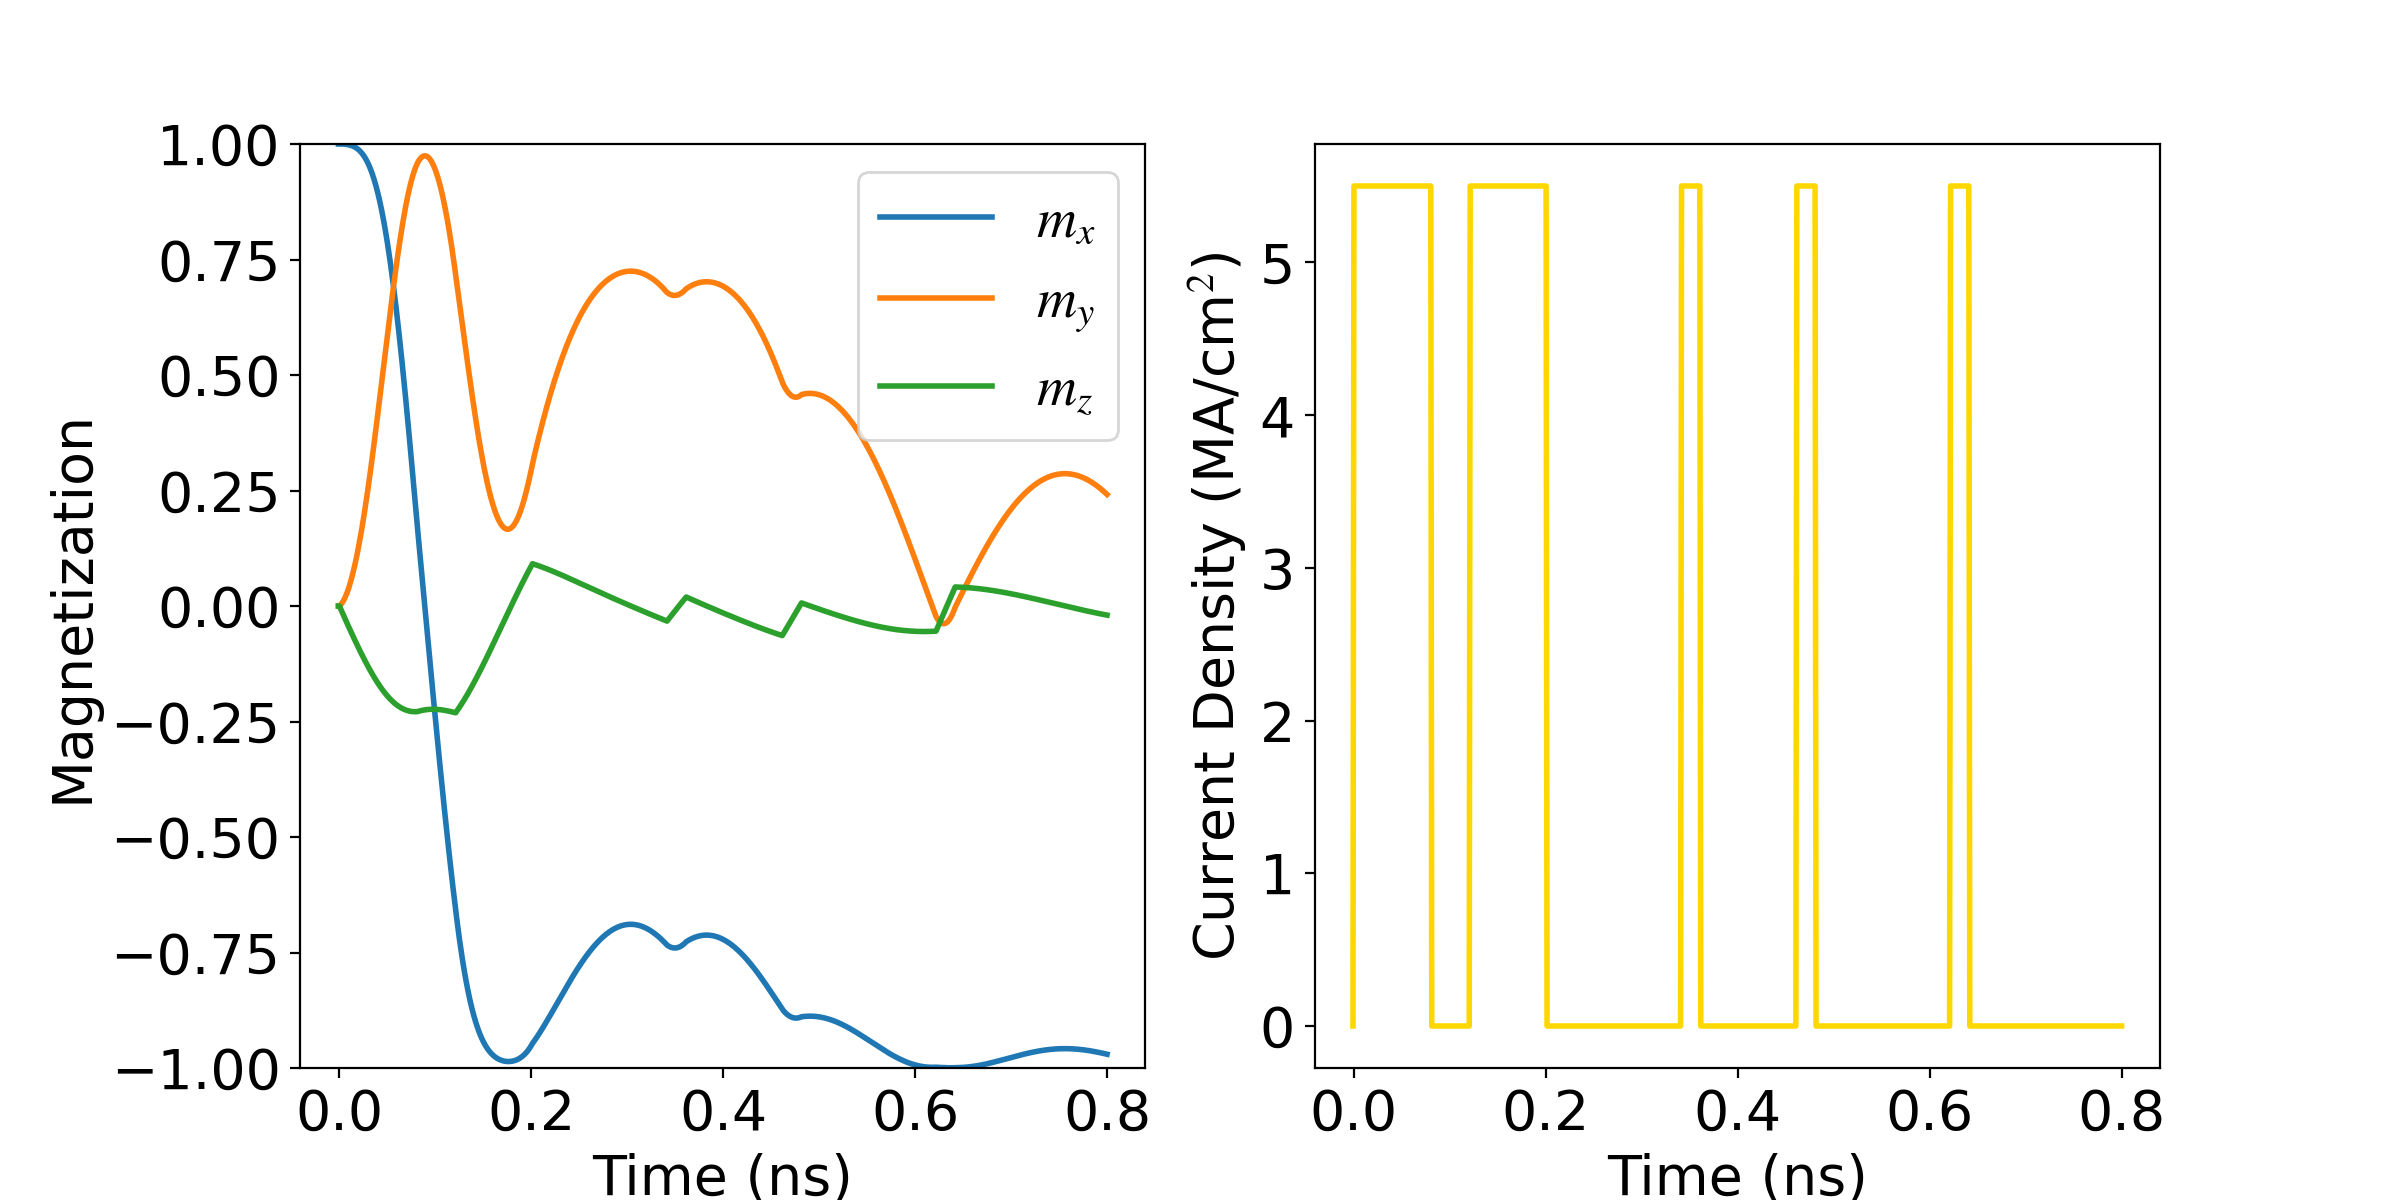 Magnetization
1.00
0.75
0.50
0.25
0.00
−0.25
−0.50
−0.75
−1.00
0.0 0.2 0.4 0.6 0.8
Time (ns)
m_x
m_y
m_z
Current Density (MA/cm²)
5
4
3
2
1
0
0.0 0.2 0.4 0.6 0.8
Time (ns)